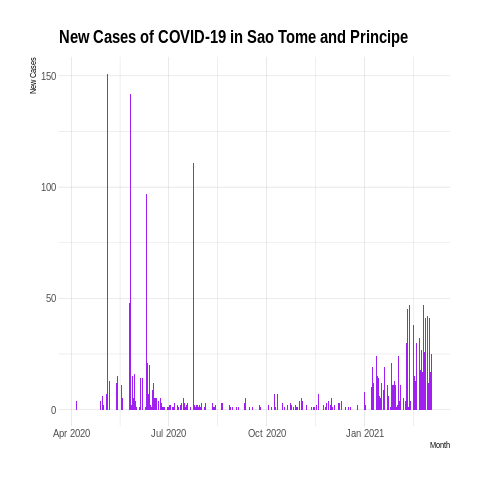 New Cases of COVID-19 in Sao Tome and Principe
New Cases
150
100
50
0
Apr 2020 Jul 2020 Oct 2020 Jan 2021
Month